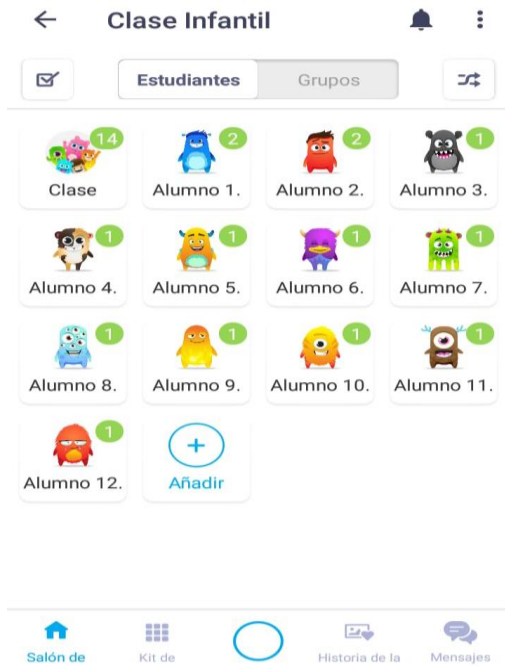 Clase Infantil
Estudiantes Grupos
14 2 2 1
Clase Alumno 1. Alumno 2. Alumno 3.
1 1 1 1
Alumno 4. Alumno 5. Alumno 6. Alumno 7.
1 1 1 1
Alumno 8. Alumno 9. Alumno 10. Alumno 11.
1
Alumno 12. Añadir
Salón de Kit de Historia de la Mensajes